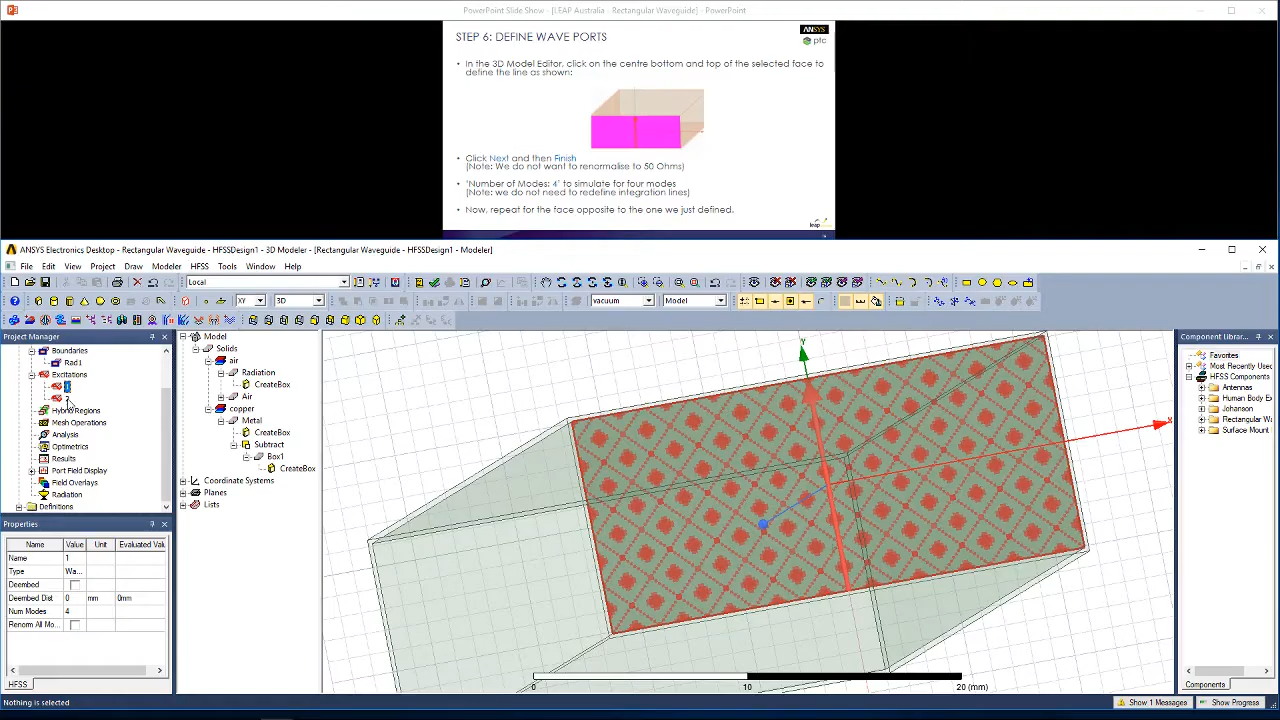 PowerPoint Slide Show - [LEAP Australia - Rectangular Waveguide] - PowerPoint
STEP 6: DEFINE WAVE PORTS
ANSYS
ptc
• In the 3D Model Editor, click on the centre bottom and top of the selected face to
define the line as shown:
• Click Next and then Finish
(Note: We do not want to renormalise to 50 Ohms)
• 'Number of Modes: 4' to simulate for four modes
(Note: we do not need to redefine integration lines)
• Now, repeat for the face opposite to the one we just defined.
leap
ANSYS Electronics Desktop - Rectangular Waveguide - HFSSDesign1 - 3D Modeler - [Rectangular Waveguide - HFSSDesign1 - Modeler]
File Edit View Project Draw Modeler HFSS Tools Window Help
Local
XY 3D vacuum Model
Project Manager
Boundaries
Rad1
Excitations
1
Hybrid Regions
Mesh Operations
Analysis
Optimetrics
Results
Port Field Display
Field Overlays
Radiation
Definitions
Properties
Name Value Unit Evaluated Val
Name 1
Type Wa...
Deembed
Deembed Dist 0 mm 0mm
Num Modes 4
Renorm All Mo...
HFSS
Model
Solids
air
Radiation
CreateBox
Air
copper
Metal
CreateBox
Subtract
Box1
CreateBox
Coordinate Systems
Planes
Lists
Y
X
0 10 20 (mm)
Component Librar...
Favorites
Most Recently Used
HFSS Components
Antennas
Human Body Ex
Johanson
Rectangular Wa
Surface Mount
Components
Nothing is selected
Show 1 Messages
Show Progress